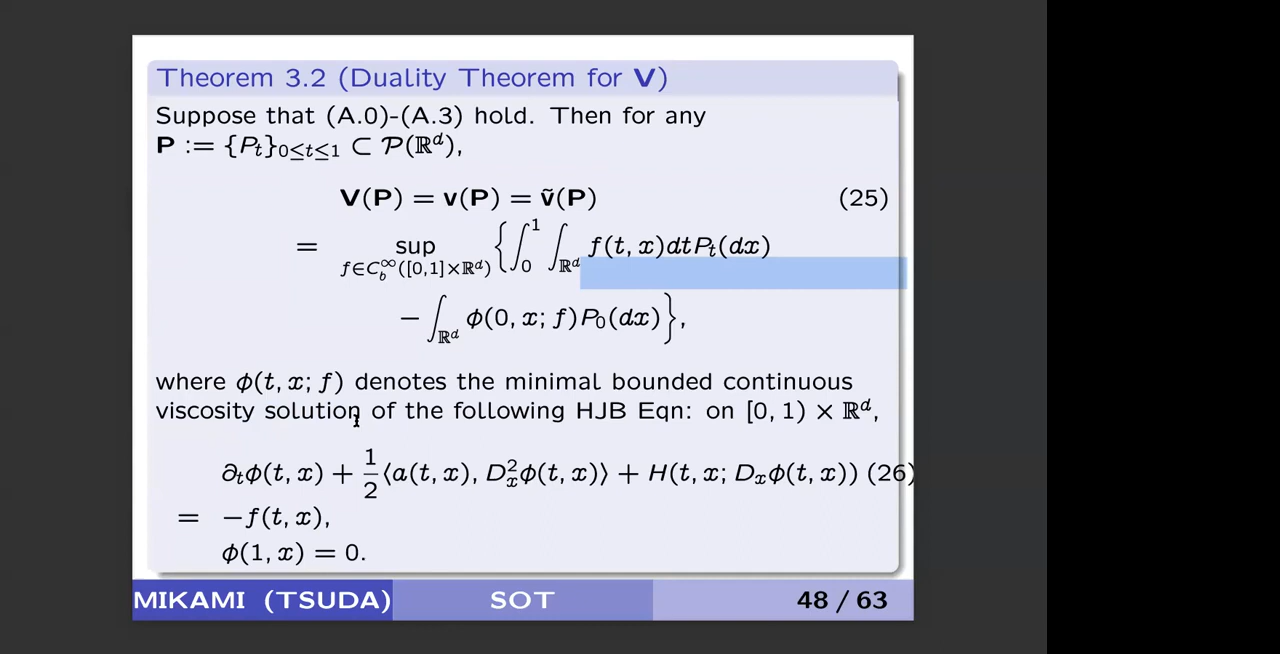 Theorem 3.2 (Duality Theorem for V)
Suppose that (A.0)-(A.3) hold. Then for any
P := {P_t}_{0≤t≤1} ⊂ 𝒫(ℝ^d),
V(P) = v(P) = ṽ(P) (25)
= sup_{f∈C_b^∞([0,1]×ℝ^d)} { ∫_0^1 ∫_{ℝ^d} f(t, x)dtP_t(dx)
− ∫_{ℝ^d} ϕ(0, x; f)P_0(dx) },
where ϕ(t, x; f) denotes the minimal bounded continuous
viscosity solution of the following HJB Eqn: on [0, 1) × ℝ^d,
∂_tϕ(t, x) + 1/2 ⟨a(t, x), D_x^2ϕ(t, x)⟩ + H(t, x; D_xϕ(t, x)) (26)
= −f(t, x),
ϕ(1, x) = 0.
MIKAMI (TSUDA) SOT 48 / 63